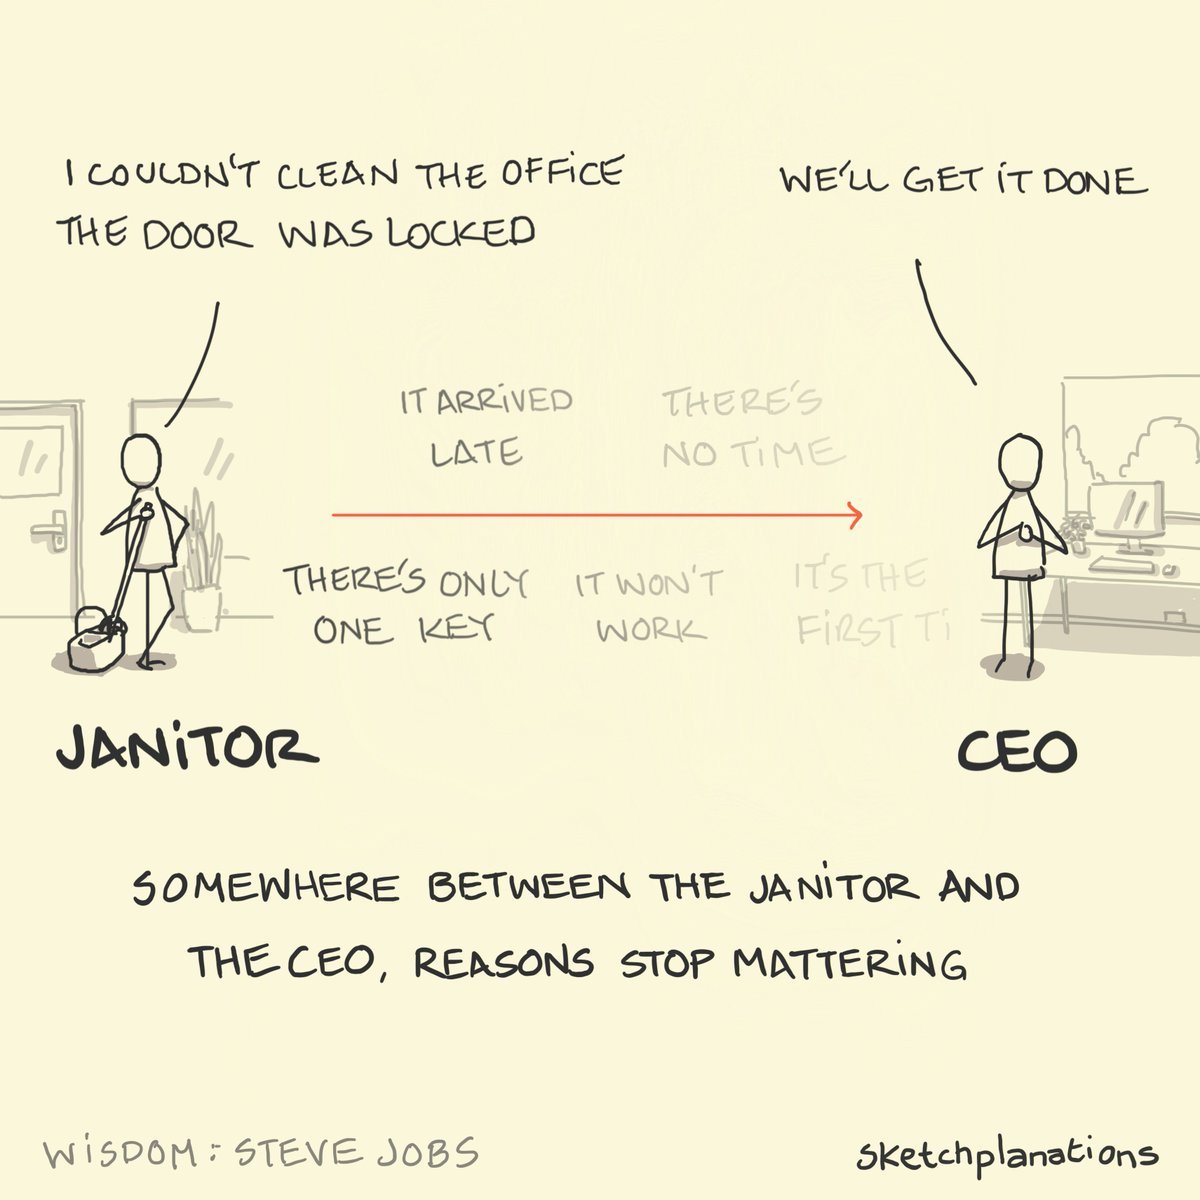 I COULDN'T CLEAN THE OFFICE
THE DOOR WAS LOCKED
WE'LL GET IT DONE
IT ARRIVED
LATE
THERE'S
NO TIME
THERE'S ONLY
ONE KEY
IT WON'T
WORK
IT'S THE
FIRST TI
JANITOR
CEO
SOMEWHERE BETWEEN THE JANITOR AND
THE CEO, REASONS STOP MATTERING
WISDOM: STEVE JOBS
sketchplanations